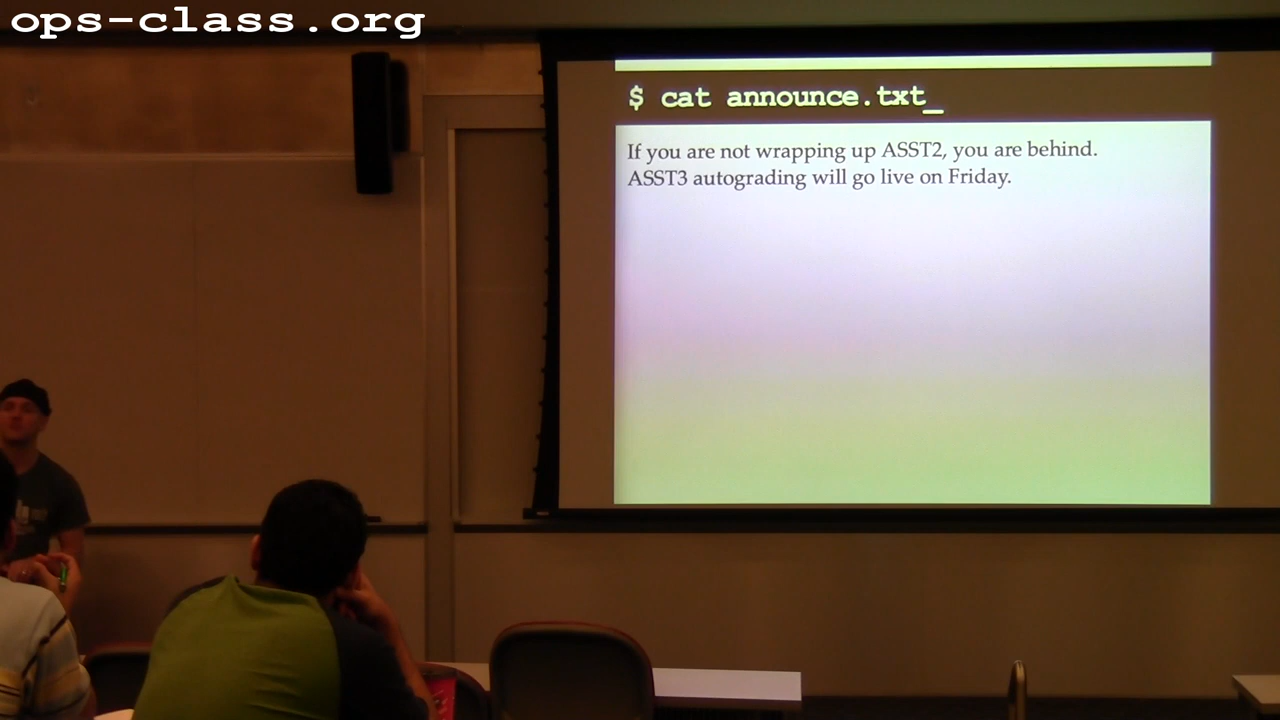 ops-class.org
$ cat announce.txt_
If you are not wrapping up ASST2, you are behind.
ASST3 autograding will go live on Friday.